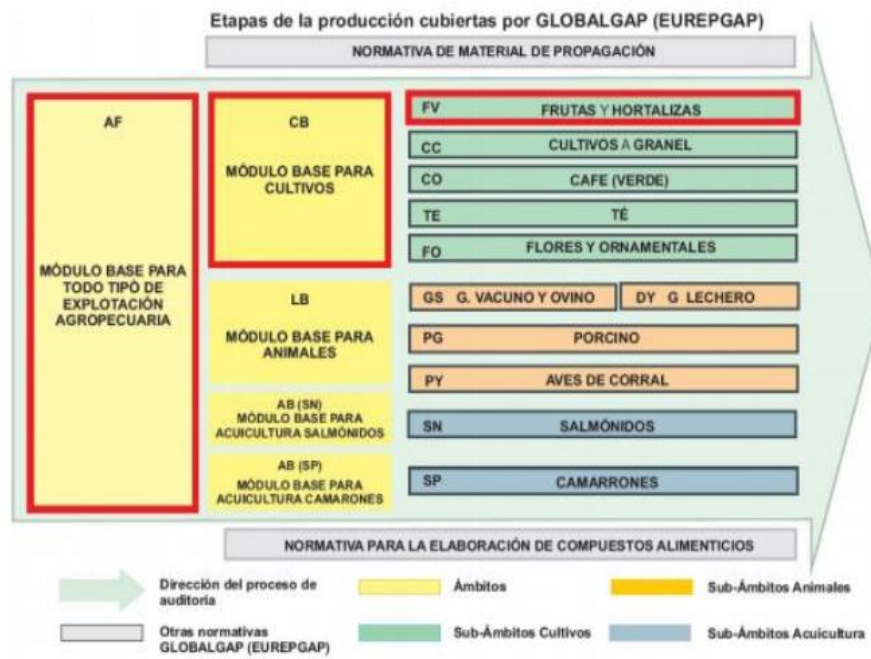 Etapas de la producción cubiertas por GLOBALGAP (EUREPGAP)
NORMATIVA DE MATERIAL DE PROPAGACIÓN
AF
MÓDULO BASE PARA
TODO TIPÓ DE
EXPLOTACIÓN
AGROPECUARIA
CB
MÓDULO BASE PARA
CULTIVOS
FV FRUTAS Y HORTALIZAS
CC CULTIVOS A GRANEL
CO CAFE (VERDE)
TE TÉ
FO FLORES Y ORNAMENTALES
LB
MÓDULO BASE PARA
ANIMALES
GS G. VACUNO Y OVINO DY G LECHERO
PG PORCINO
PY AVES DE CORRAL
AB (SN)
MÓDULO BASE PARA
ACUICULTURA SALMÓNIDOS
SN SALMÓNIDOS
AB (SP)
MÓDULO BASE PARA
ACUICULTURA CAMARONES
SP CAMARRONES
NORMATIVA PARA LA ELABORACIÓN DE COMPUESTOS ALIMENTICIOS
Dirección del proceso de
auditoría
Ámbitos
Sub-Ámbitos Animales
Otras normativas
GLOBALGAP (EUREPGAP)
Sub-Ámbitos Cultivos
Sub-Ámbitos Acuicultura